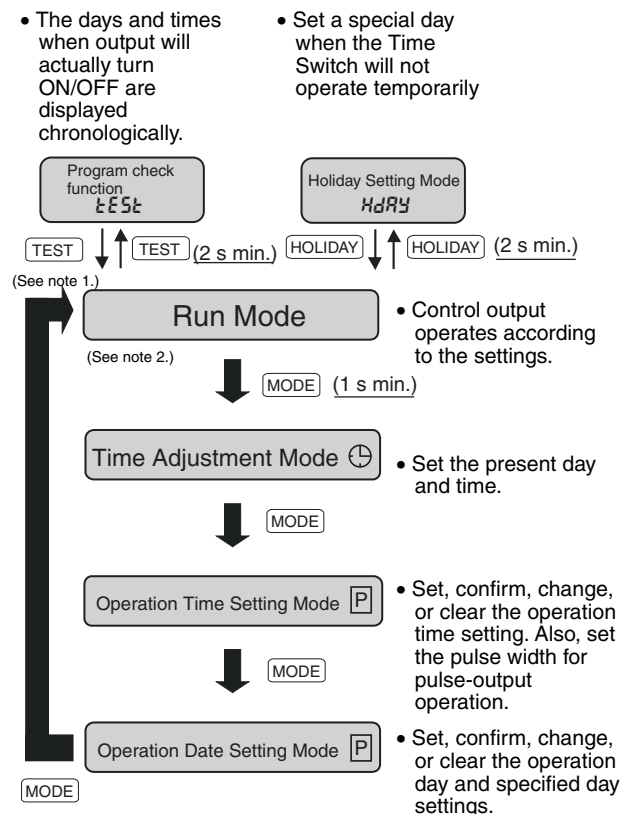 • The days and times
when output will
actually turn
ON/OFF are
displayed
chronologically.
• Set a special day
when the Time
Switch will not
operate temporarily
Program check
function
tESt
Holiday Setting Mode
HdAY
TEST
TEST (2 s min.)
HOLIDAY
HOLIDAY (2 s min.)
(See note 1.)
Run Mode
(See note 2.)
• Control output
operates according
to the settings.
MODE (1 s min.)
Time Adjustment Mode
• Set the present day
and time.
MODE
Operation Time Setting Mode P
• Set, confirm, change,
or clear the operation
time setting. Also, set
the pulse width for
pulse-output
operation.
MODE
Operation Date Setting Mode P
• Set, confirm, change,
or clear the operation
day and specified day
settings.
MODE